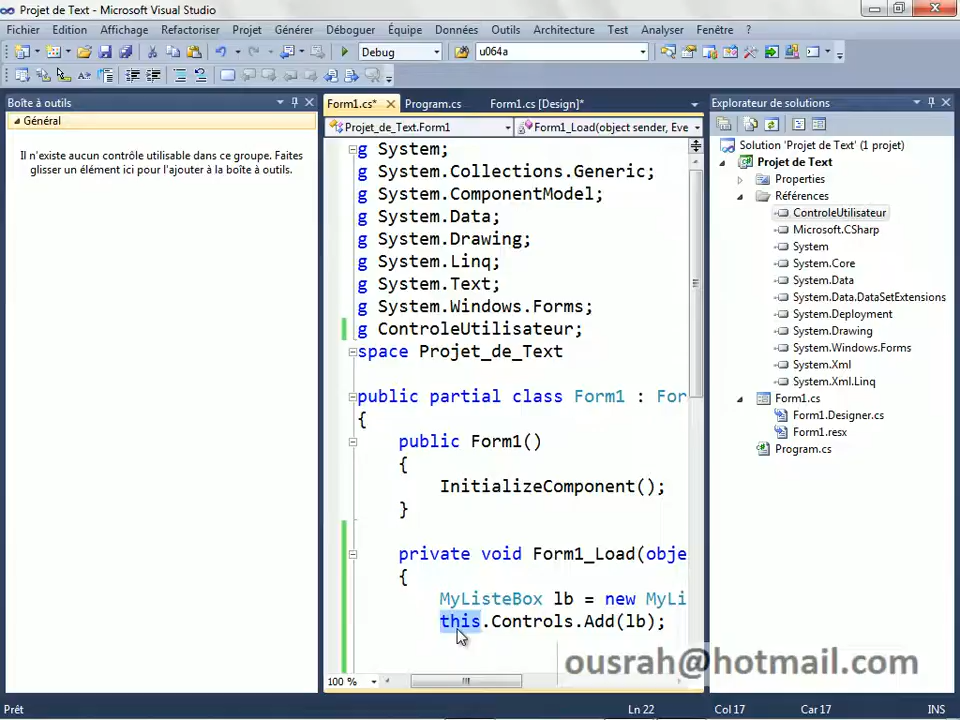 Projet de Text - Microsoft Visual Studio
Fichier Edition Affichage Refactoriser Projet Générer Déboguer Équipe Données Outils Architecture Test Analyser Fenêtre ?
Debug u064a
Boîte à outils
Général
Il n'existe aucun contrôle utilisable dans ce groupe. Faites
glisser un élément ici pour l'ajouter à la boîte à outils.
Form1.cs* Program.cs Form1.cs [Design]*
Projet_de_Text.Form1 Form1_Load(object sender, Eve
g System;
g System.Collections.Generic;
g System.ComponentModel;
g System.Data;
g System.Drawing;
g System.Linq;
g System.Text;
g System.Windows.Forms;
g ControleUtilisateur;
space Projet_de_Text
public partial class Form1 : For
{
public Form1()
{
InitializeComponent();
}
private void Form1_Load(obje
{
MyListeBox lb = new MyLi
this.Controls.Add(lb);
100 %
Explorateur de solutions
Solution 'Projet de Text' (1 projet)
Projet de Text
Properties
Références
ControleUtilisateur
Microsoft.CSharp
System
System.Core
System.Data
System.Data.DataSetExtensions
System.Deployment
System.Drawing
System.Windows.Forms
System.Xml
System.Xml.Linq
Form1.cs
Form1.Designer.cs
Form1.resx
Program.cs
ousrah@hotmail.com
Prêt Ln 22 Col 17 Car 17 INS